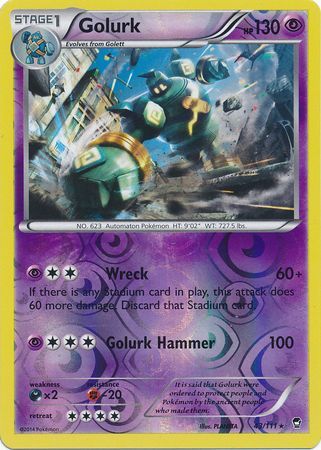 STAGE1
Golurk
HP130
Evolves from Golett
NO. 623 Automaton Pokémon HT: 9'02" WT: 727.5 lbs.
Wreck 60+
If there is any Stadium card in play, this attack does
60 more damage. Discard that Stadium card.
Golurk Hammer 100
weakness
×2
resistance
-20
retreat
It is said that Golurk were
ordered to protect people and
Pokémon by the ancient people
who made them.
©2014 Pokémon
Illus. PLANETA
43/111 ★